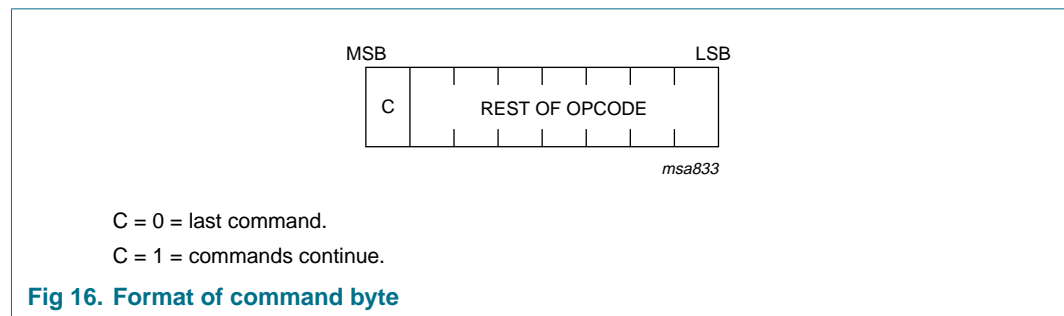 MSB LSB
C REST OF OPCODE
msa833
C = 0 = last command.
C = 1 = commands continue.
Fig 16. Format of command byte